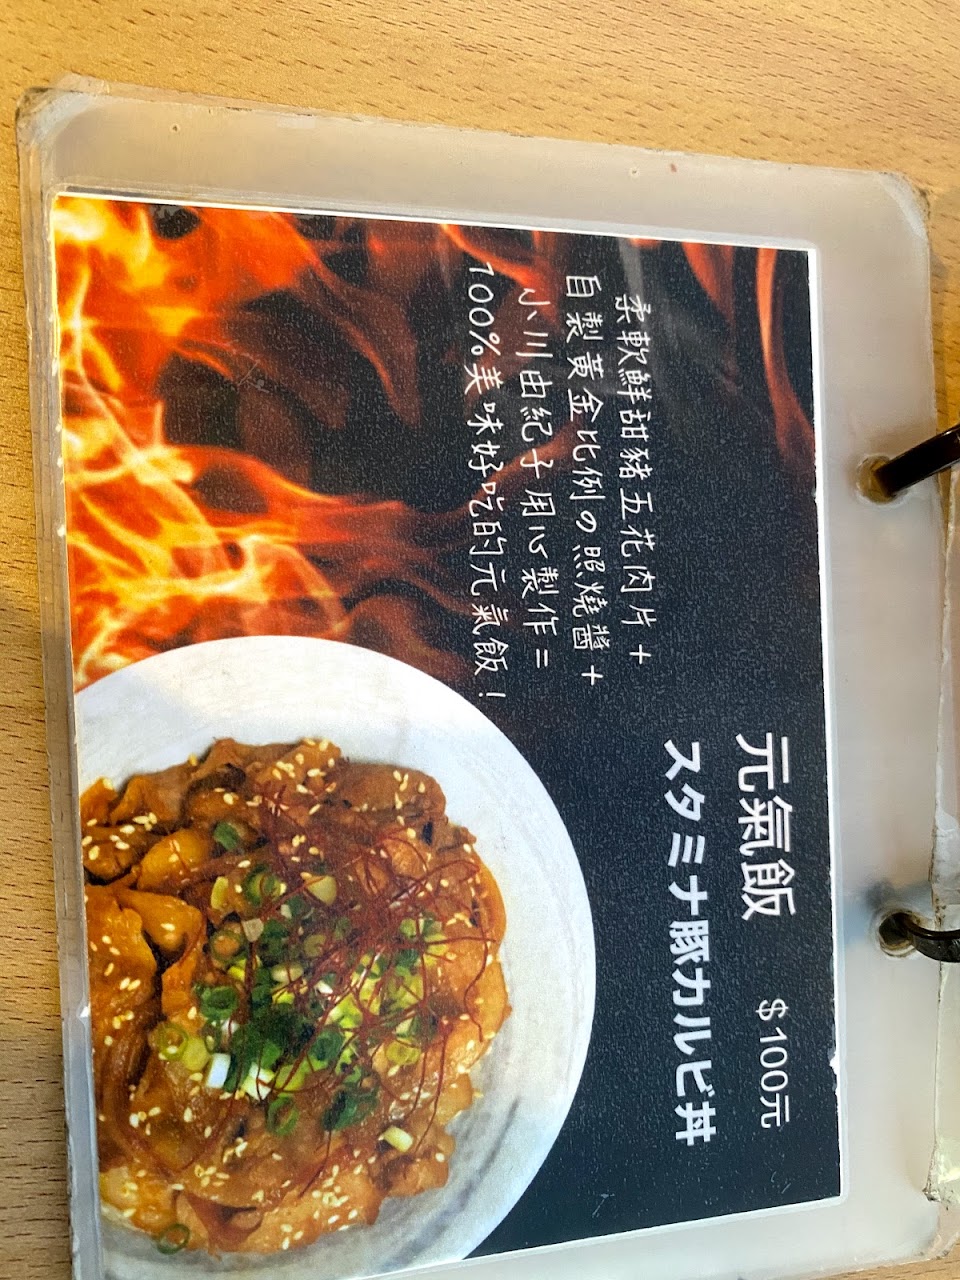 元氣飯 $100元
スタミナ豚カルビ丼
柔軟鮮甜豬五花肉片+
自製黃金比例の照燒醬+
小川由紀子用心製作=
100%美味好吃的元氣飯!